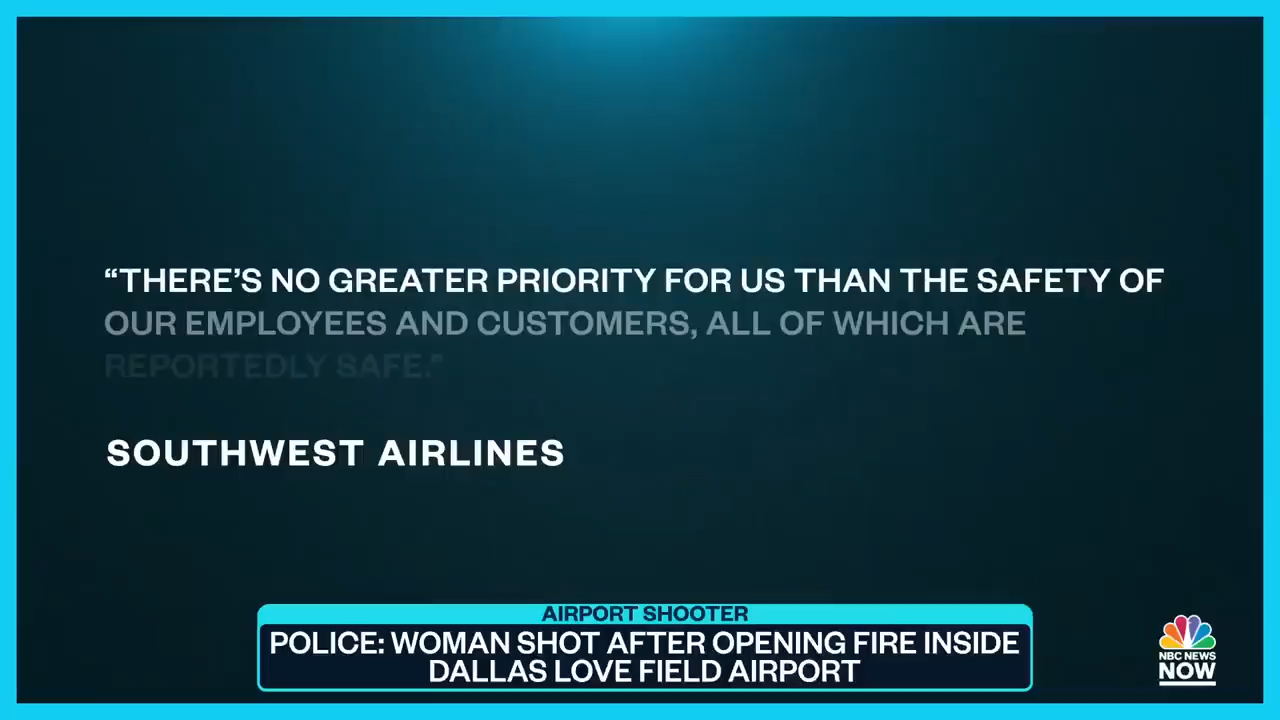 “THERE’S NO GREATER PRIORITY FOR US THAN THE SAFETY OF
OUR EMPLOYEES AND CUSTOMERS, ALL OF WHICH ARE
REPORTEDLY SAFE.”
SOUTHWEST AIRLINES
AIRPORT SHOOTER
POLICE: WOMAN SHOT AFTER OPENING FIRE INSIDE
DALLAS LOVE FIELD AIRPORT
NBC NEWS
NOW